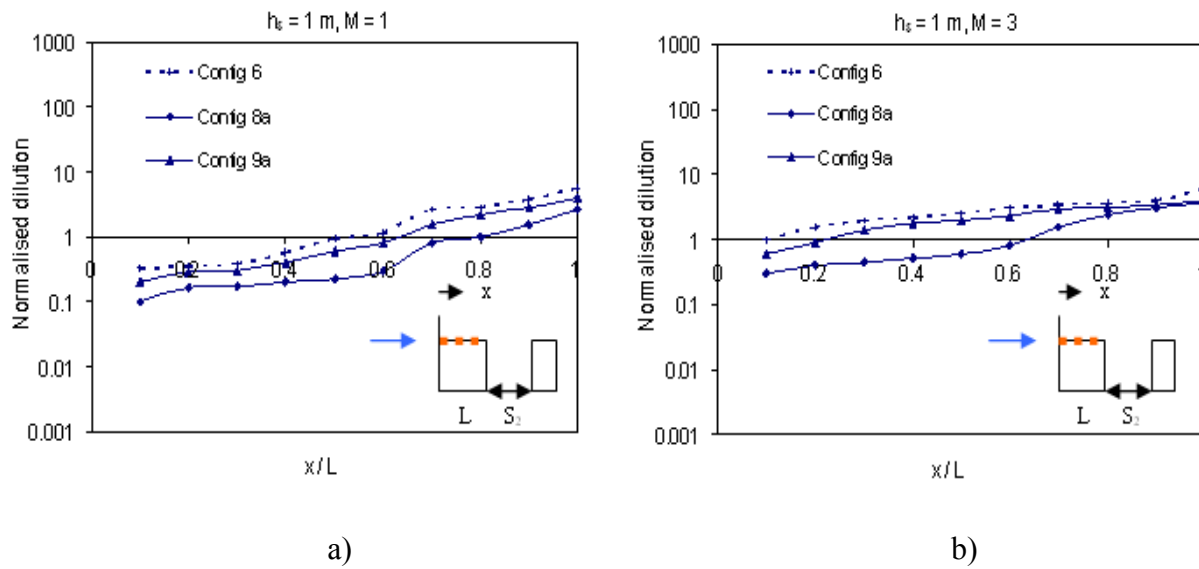 hₛ = 1 m, M = 1
Normalised dilution
1000
100
10
1
0.1
0.01
0.001
Config 6
Config 8a
Config 9a
0
0.2
0.4
0.6
0.8
1
x
L
S₂
x / L
a)
hₛ = 1 m, M = 3
Normalised dilution
1000
100
10
1
0.1
0.01
0.001
Config 6
Config 8a
Config 9a
0
0.2
0.4
0.6
0.8
1
x
L
S₂
x / L
b)